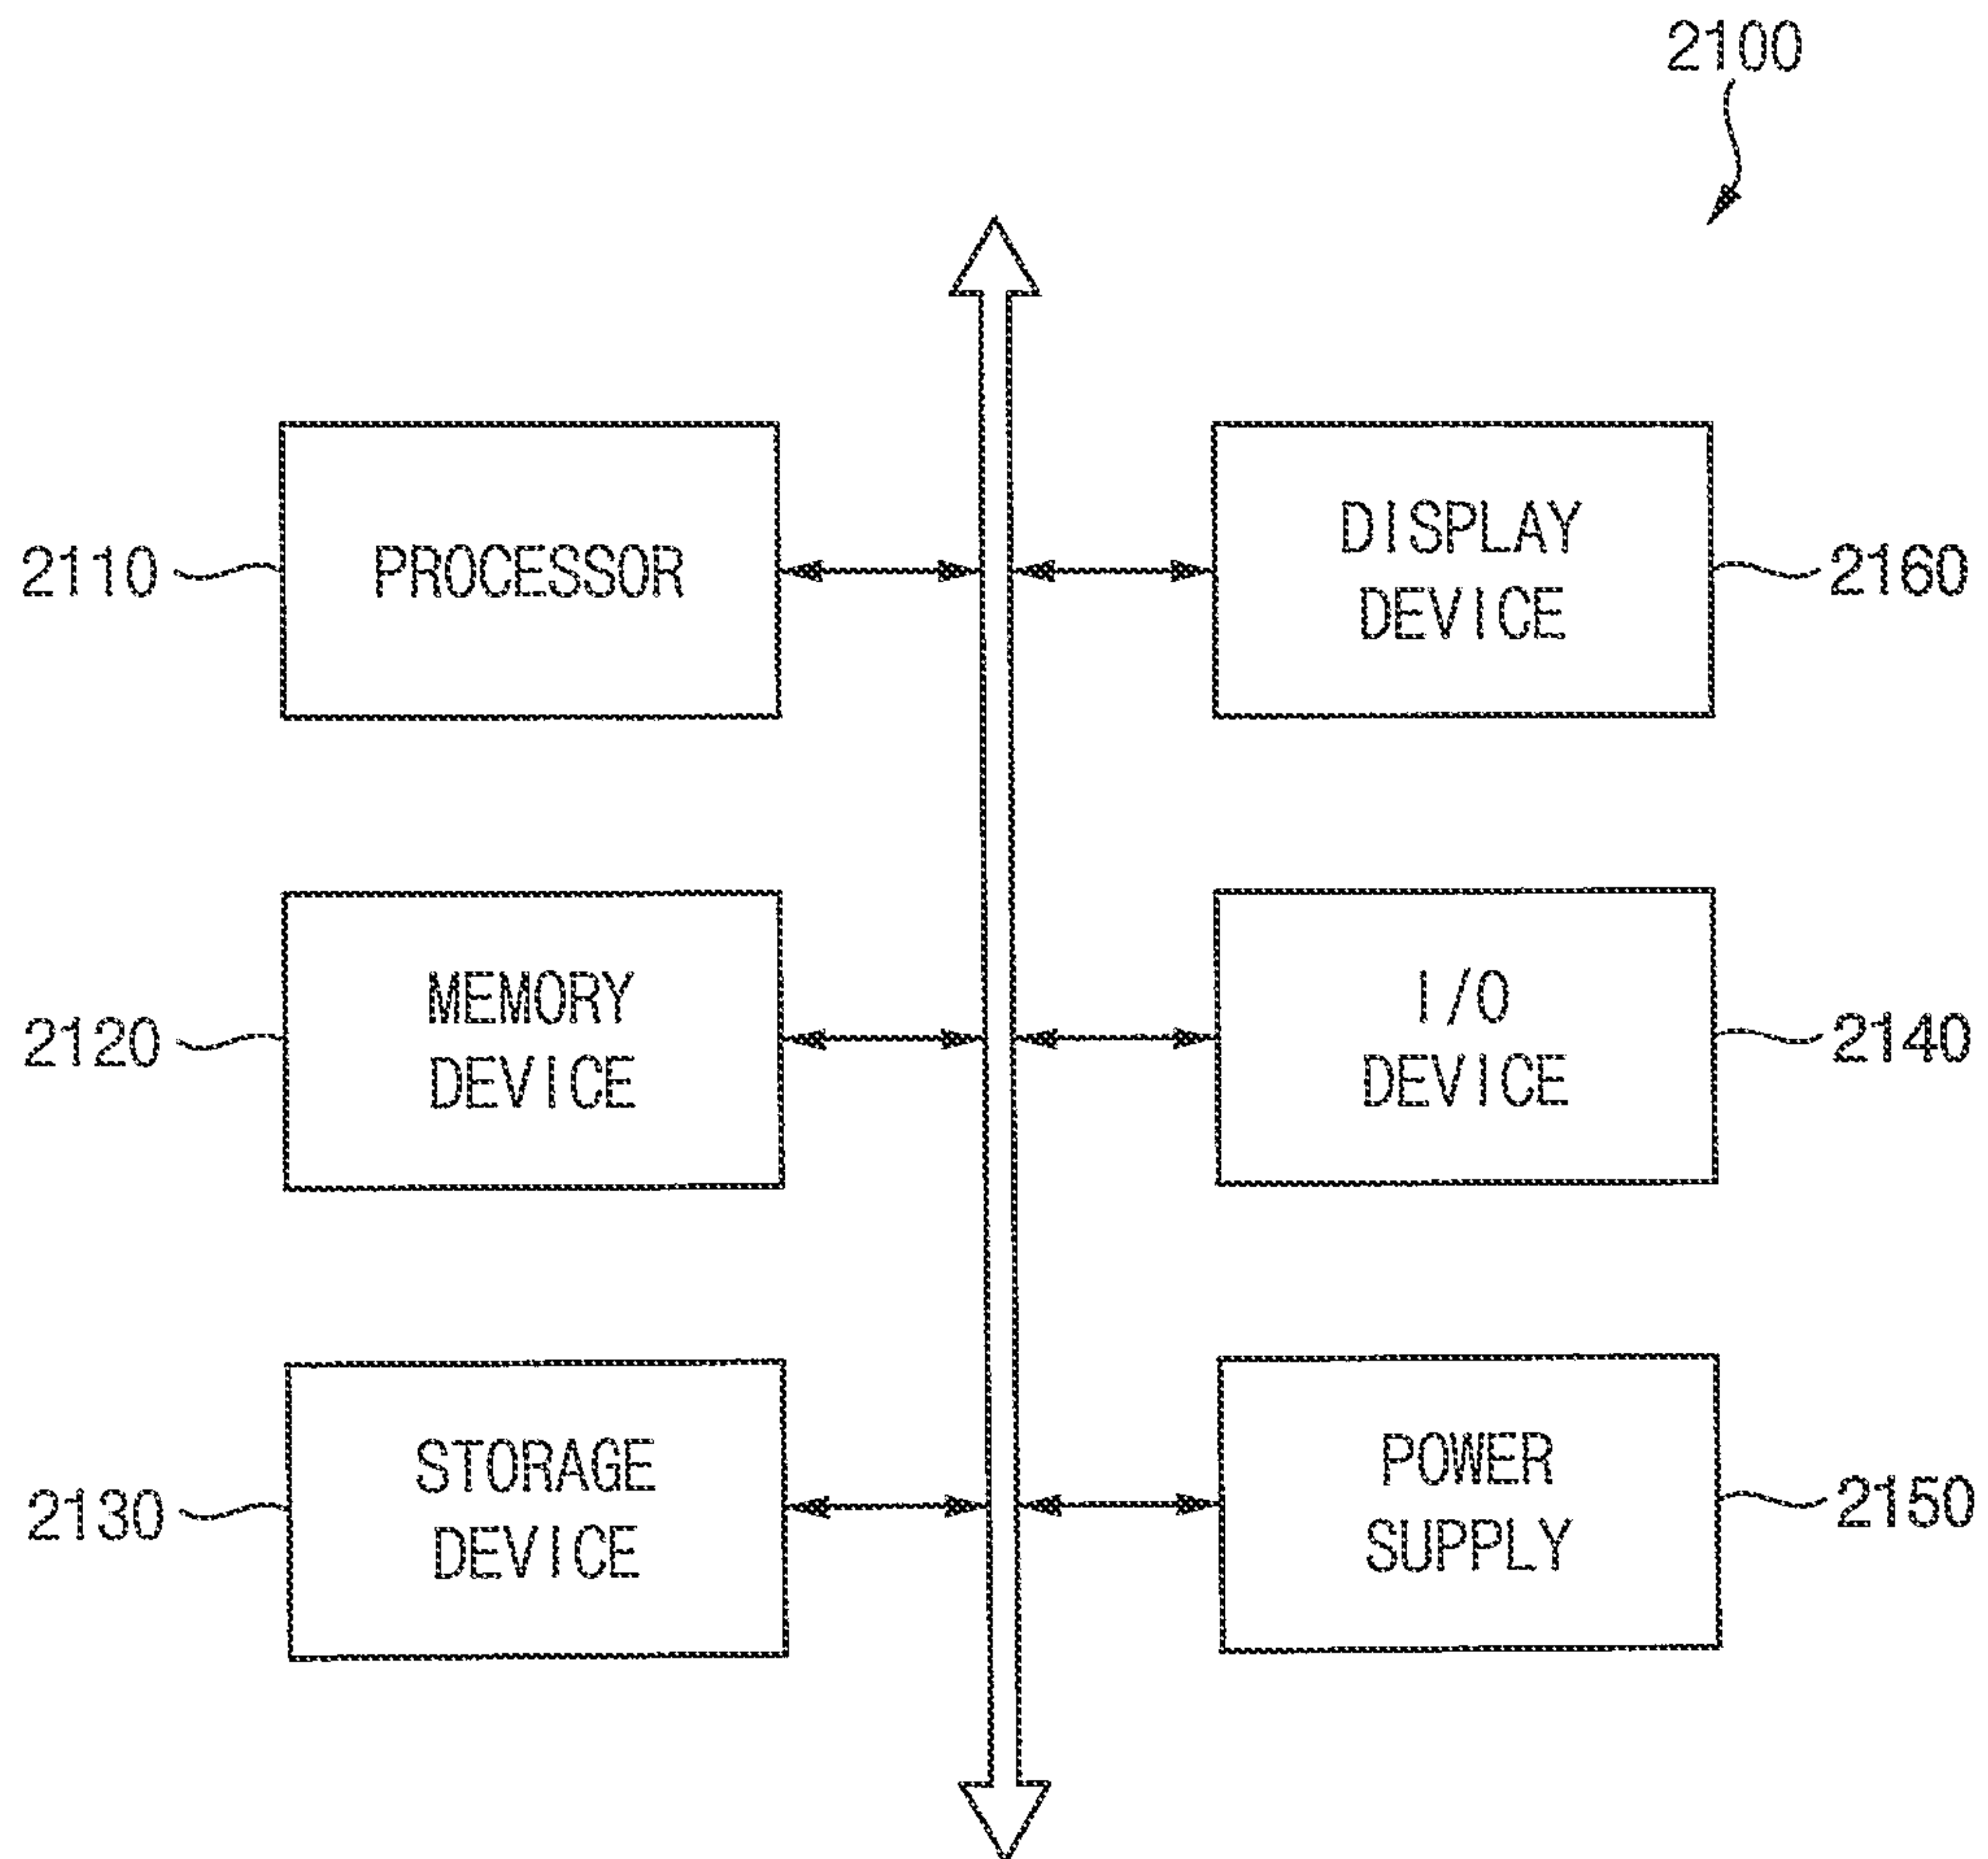 2100
2110
PROCESSOR
DISPLAY
DEVICE
2160
2120
MEMORY
DEVICE
I/O
DEVICE
2140
2130
STORAGE
DEVICE
POWER
SUPPLY
2150